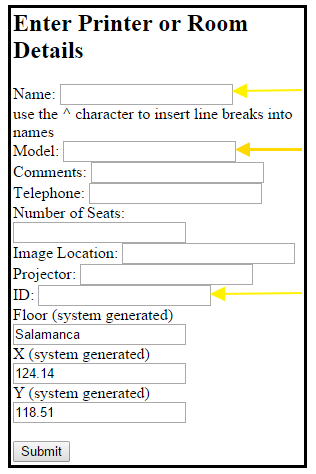 Enter Printer or Room
Details
Name:
use the ^ character to insert line breaks into
names
Model:
Comments:
Telephone:
Number of Seats:
Image Location:
Projector:
ID:
Floor (system generated)
Salamanca
X (system generated)
124.14
Y (system generated)
118.51
Submit